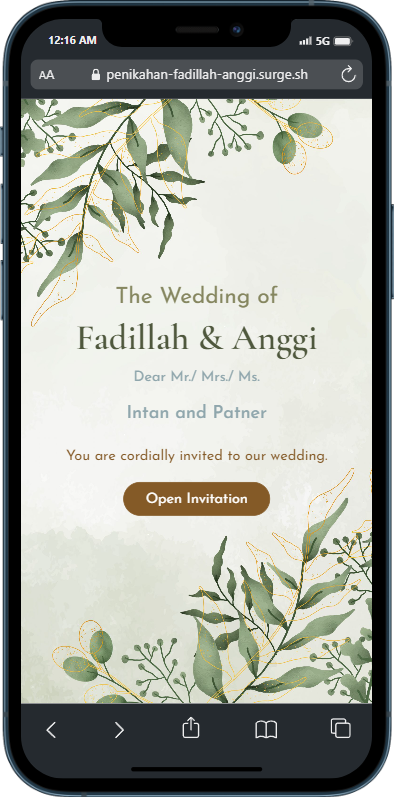 12:16 AM
5G
AA
penikahan-fadillah-anggi.surge.sh
The Wedding of
Fadillah & Anggi
Dear Mr./ Mrs./ Ms.
Intan and Patner
You are cordially invited to our wedding.
Open Invitation